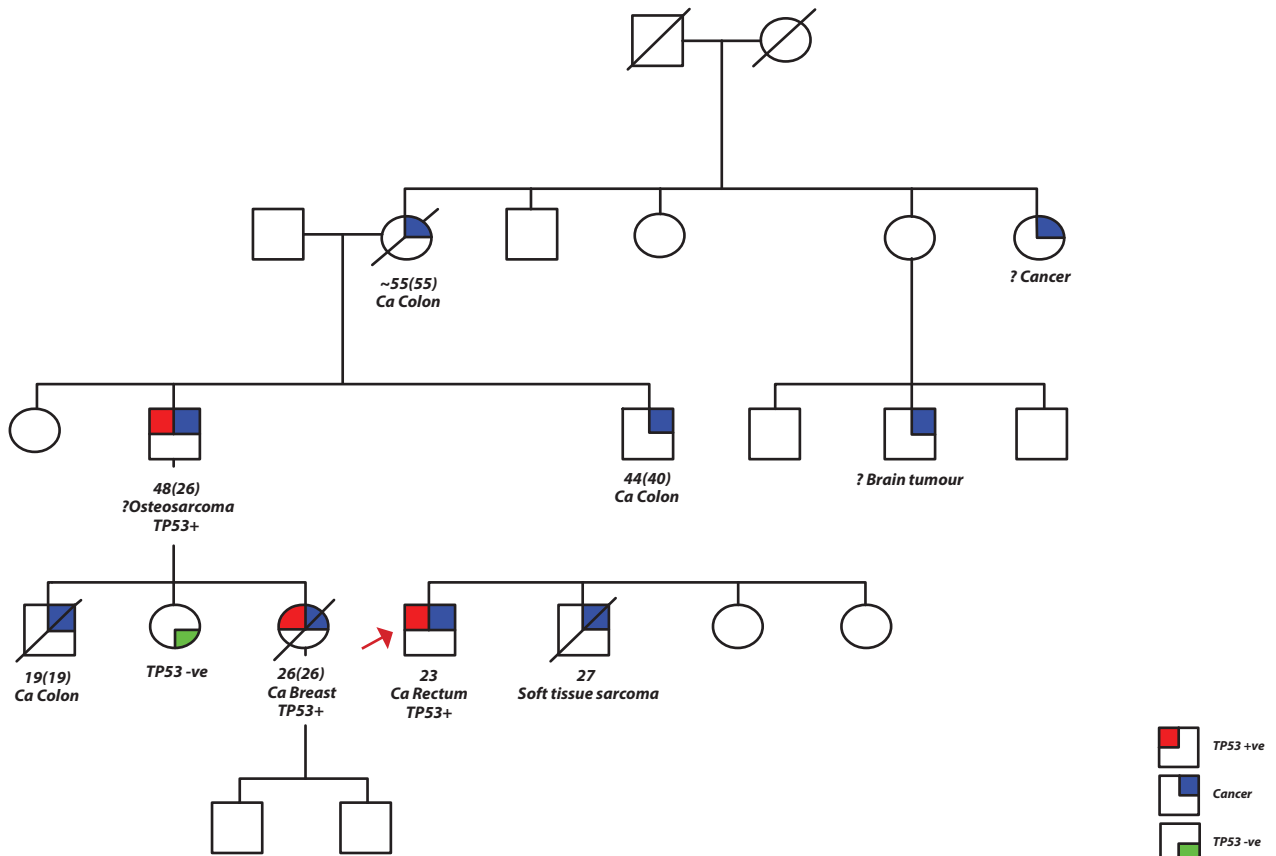 ~55(55)
Ca Colon
? Cancer
48(26)
?Osteosarcoma
TP53+
44(40)
Ca Colon
? Brain tumour
19(19)
Ca Colon
TP53 -ve
26(26)
Ca Breast
TP53+
23
Ca Rectum
TP53+
27
Soft tissue sarcoma
TP53 +ve
Cancer
TP53 -ve